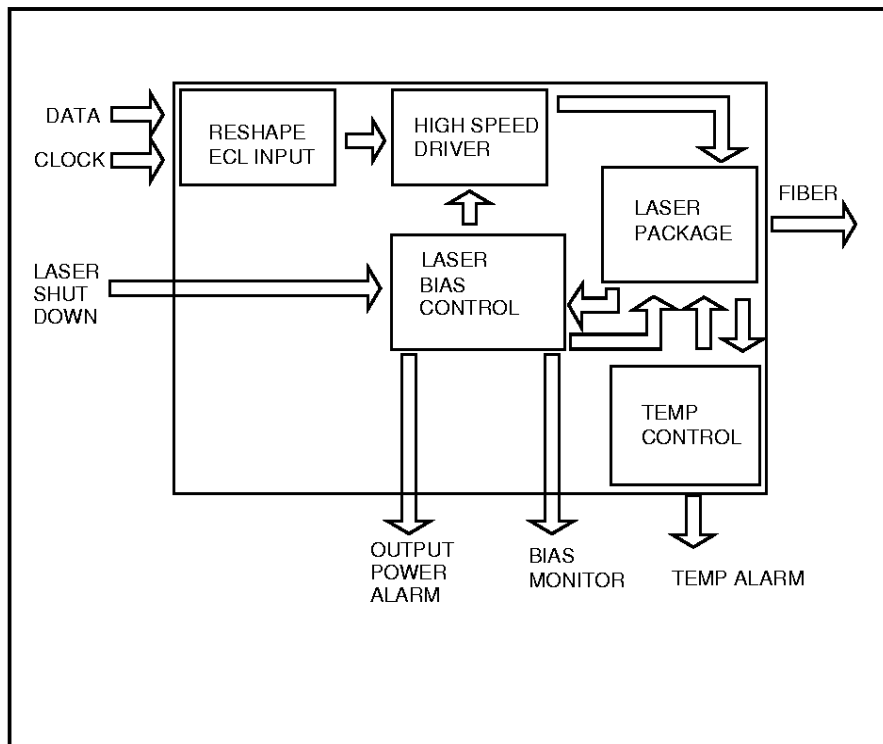 DATA
CLOCK
RESHAPE
ECL INPUT
HIGH SPEED
DRIVER
LASER
PACKAGE
FIBER
LASER
SHUT
DOWN
LASER
BIAS
CONTROL
TEMP
CONTROL
OUTPUT
POWER
ALARM
BIAS
MONITOR
TEMP ALARM